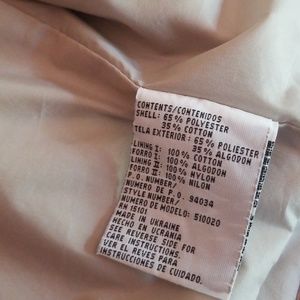 CONTENTS/CONTENIDOS
SHELL: 65% POLYESTER
35% COTTON
TELA EXTERIOR: 65% POLIESTER
35% ALGODON
LINING I: 100% COTTON
FORRO I: 100% ALGODON
LINING II: 100% NYLON
FORRO II: 100% NILON
P.O. NUMBER/
NUMERO DE P.O. 94034
STYLE NUMBER/
NUMERO DE MODELO: 510020
RN 15101
MADE IN UKRAINE
HECHO EN UCRANIA
SEE REVERSE SIDE FOR
CARE INSTRUCTIONS.
VER EL REVES PARA
INSTRUCCIONES DE CUIDADO.